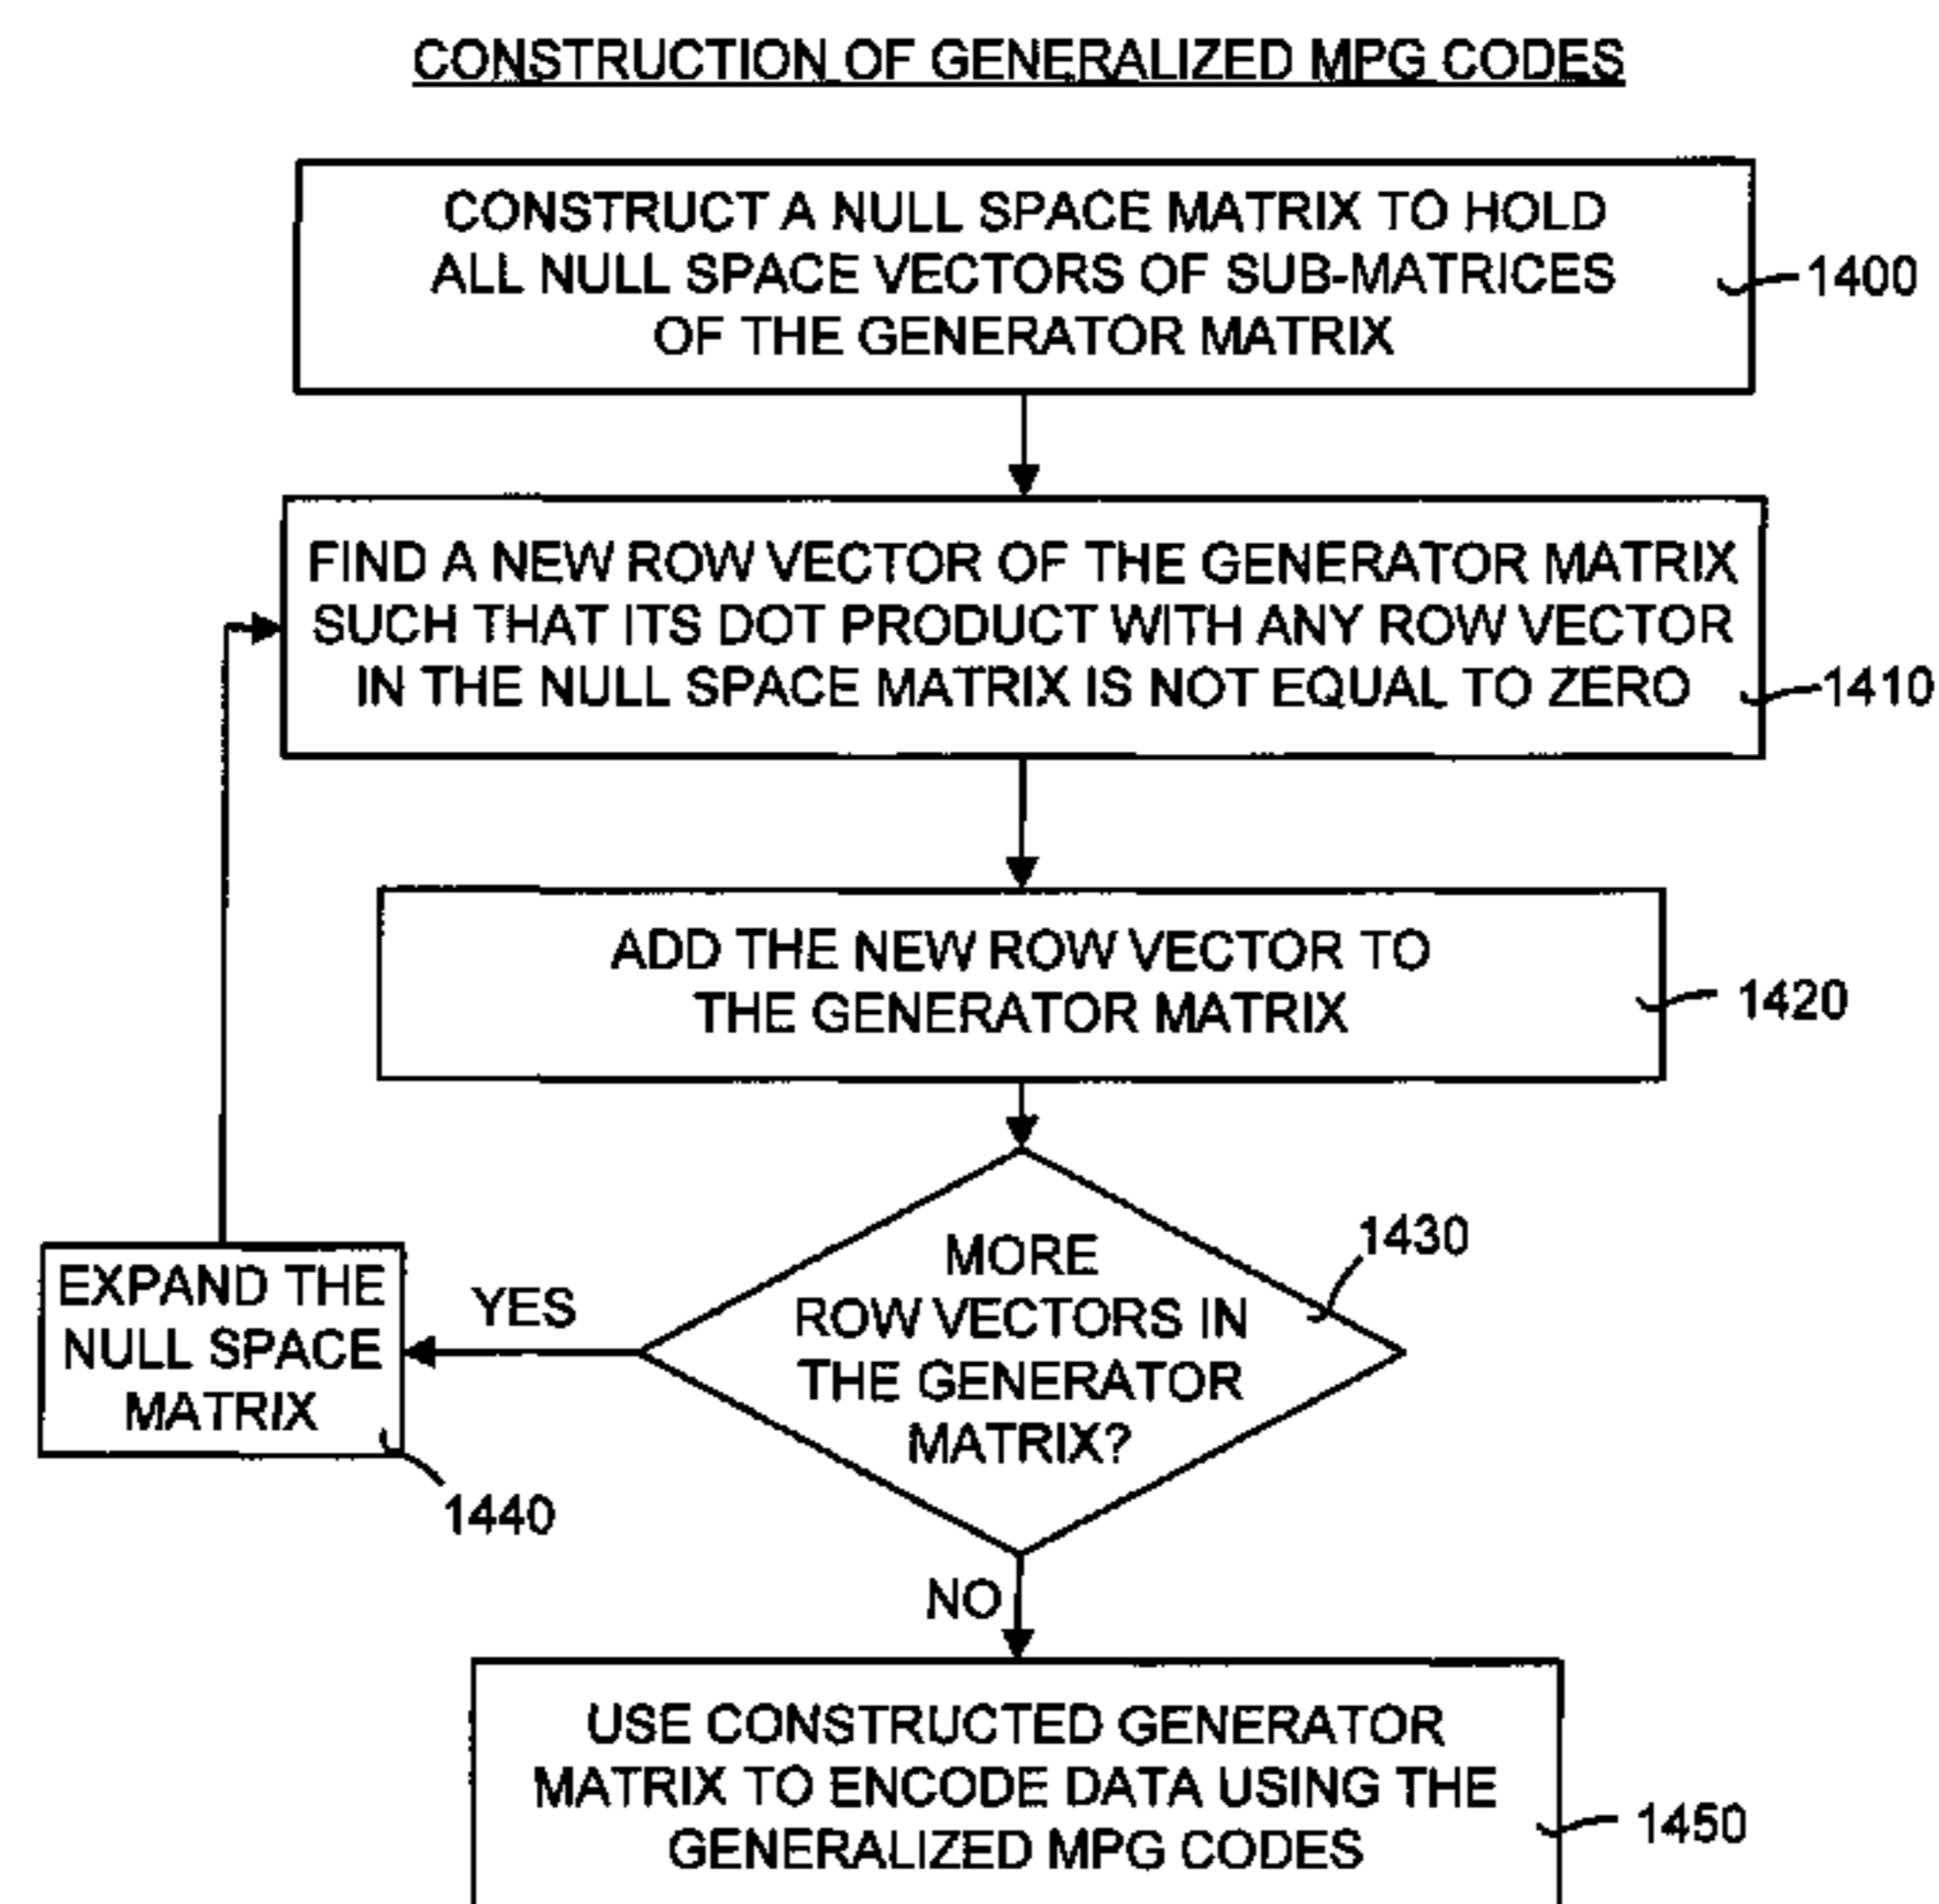 CONSTRUCTION OF GENERALIZED MPG CODES
CONSTRUCT A NULL SPACE MATRIX TO HOLD
ALL NULL SPACE VECTORS OF SUB-MATRICES
OF THE GENERATOR MATRIX
1400
FIND A NEW ROW VECTOR OF THE GENERATOR MATRIX
SUCH THAT ITS DOT PRODUCT WITH ANY ROW VECTOR
IN THE NULL SPACE MATRIX IS NOT EQUAL TO ZERO
1410
ADD THE NEW ROW VECTOR TO
THE GENERATOR MATRIX
1420
MORE
ROW VECTORS IN
THE GENERATOR
MATRIX?
1430
YES
EXPAND THE
NULL SPACE
MATRIX
1440
NO
USE CONSTRUCTED GENERATOR
MATRIX TO ENCODE DATA USING THE
GENERALIZED MPG CODES
1450